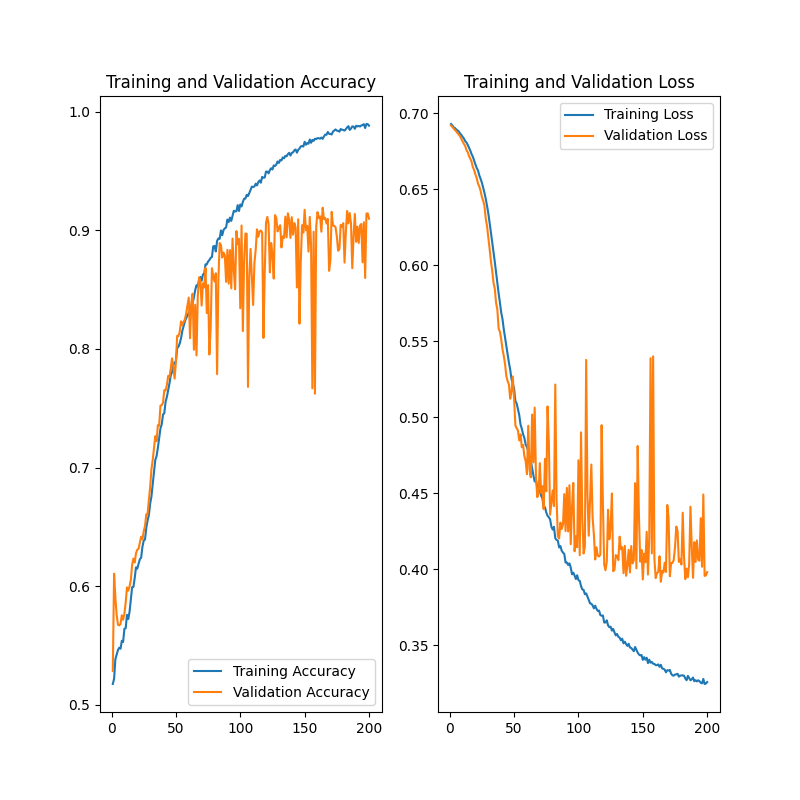 Training and Validation Accuracy
1.0
0.9
0.8
0.7
0.6
0.5
0 50 100 150 200
Training Accuracy
Validation Accuracy
Training and Validation Loss
0.70
0.65
0.60
0.55
0.50
0.45
0.40
0.35
0 50 100 150 200
Training Loss
Validation Loss